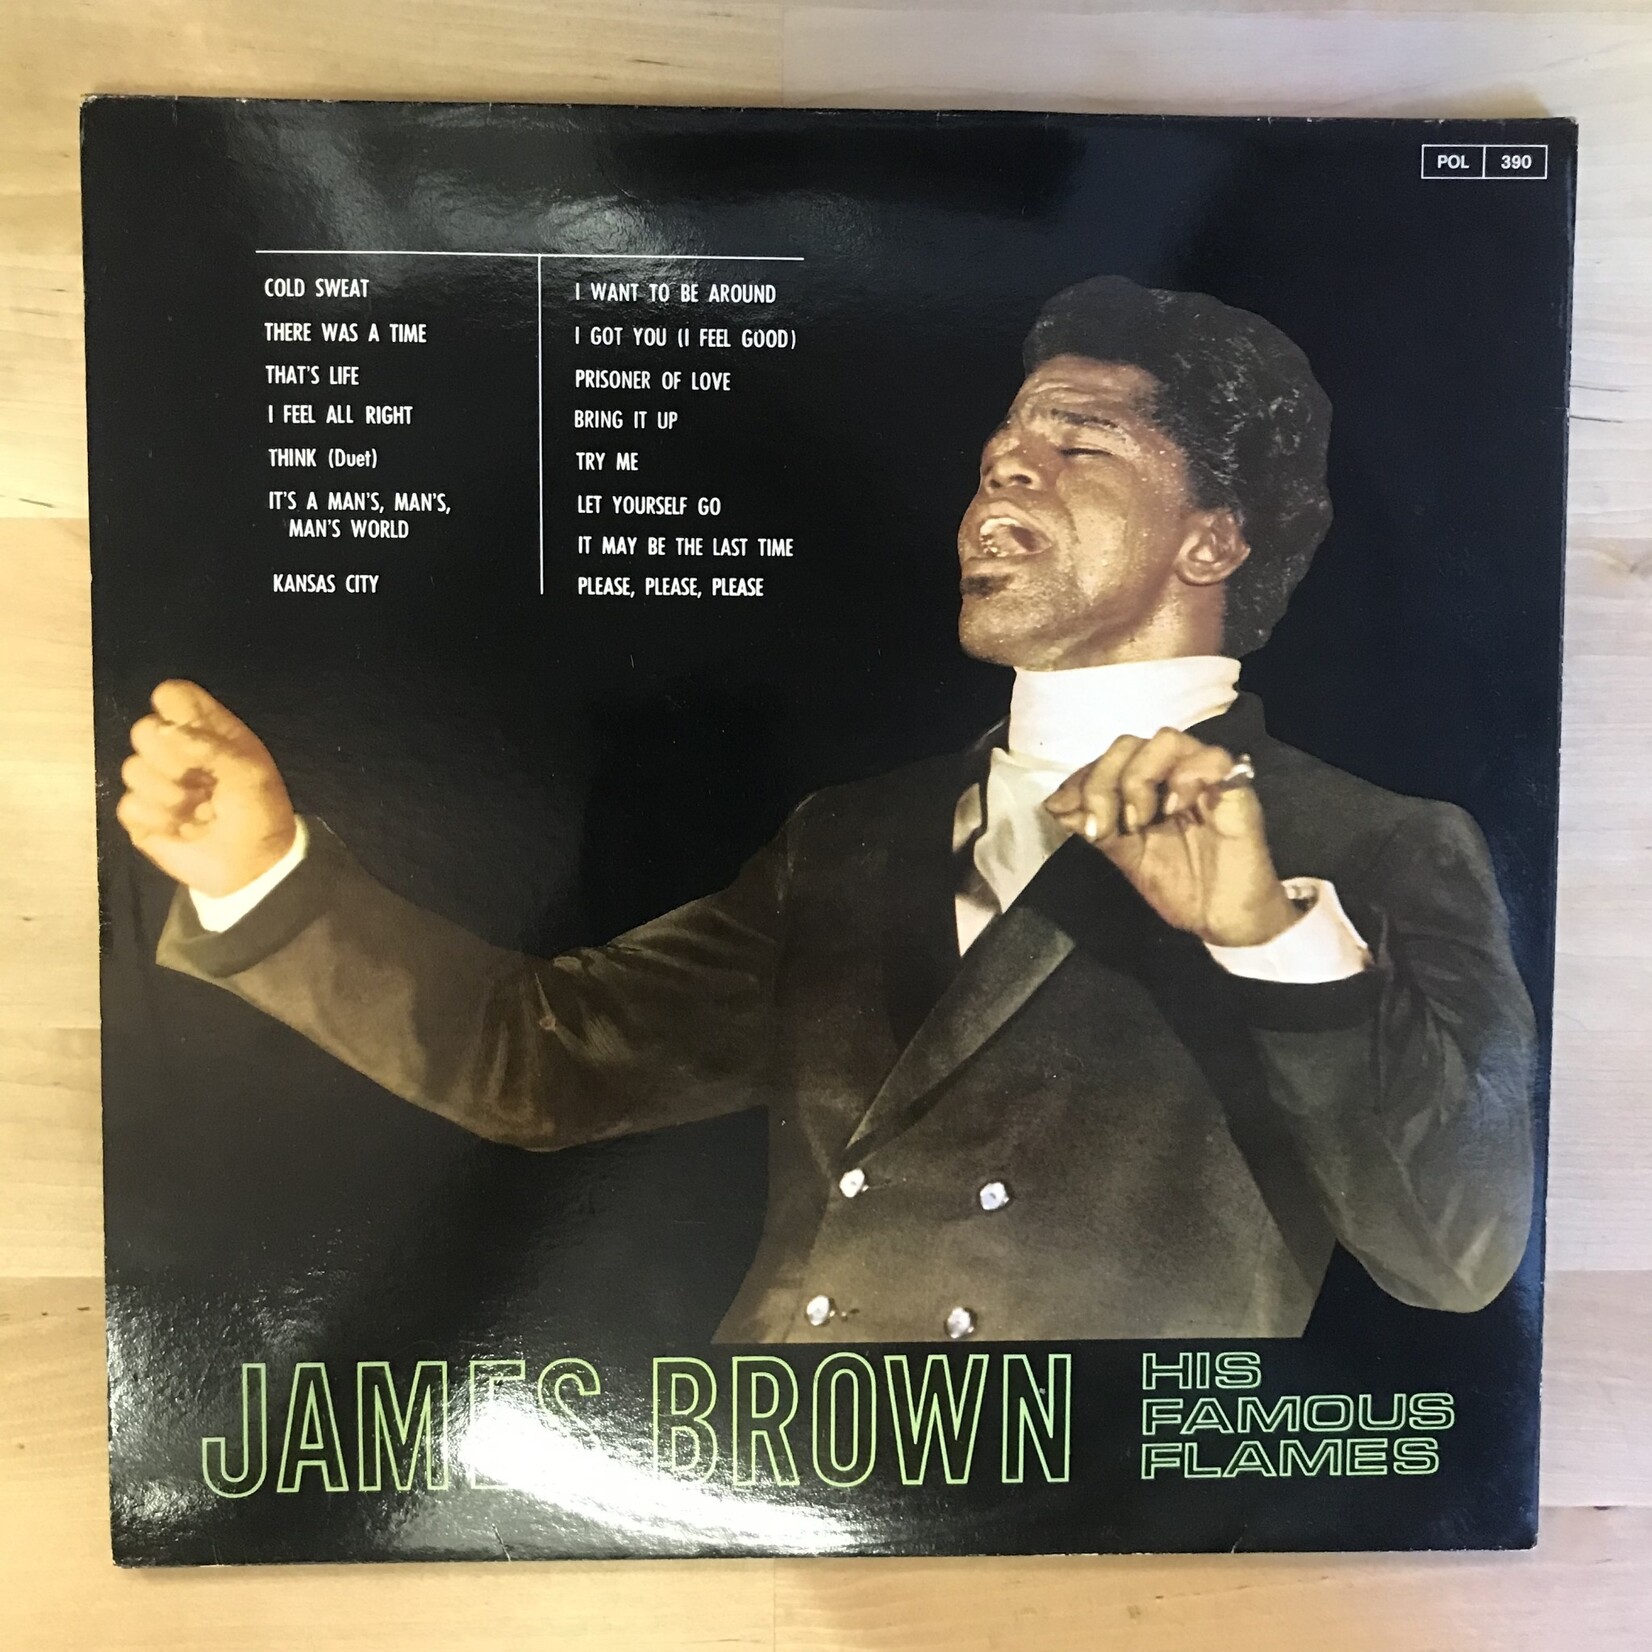 POL 390
COLD SWEAT
THERE WAS A TIME
THAT'S LIFE
I FEEL ALL RIGHT
THINK (Duet)
IT'S A MAN'S, MAN'S,
MAN'S WORLD
KANSAS CITY
I WANT TO BE AROUND
I GOT YOU (I FEEL GOOD)
PRISONER OF LOVE
BRING IT UP
TRY ME
LET YOURSELF GO
IT MAY BE THE LAST TIME
PLEASE, PLEASE, PLEASE
JAMES BROWN
HIS
FAMOUS
FLAMES